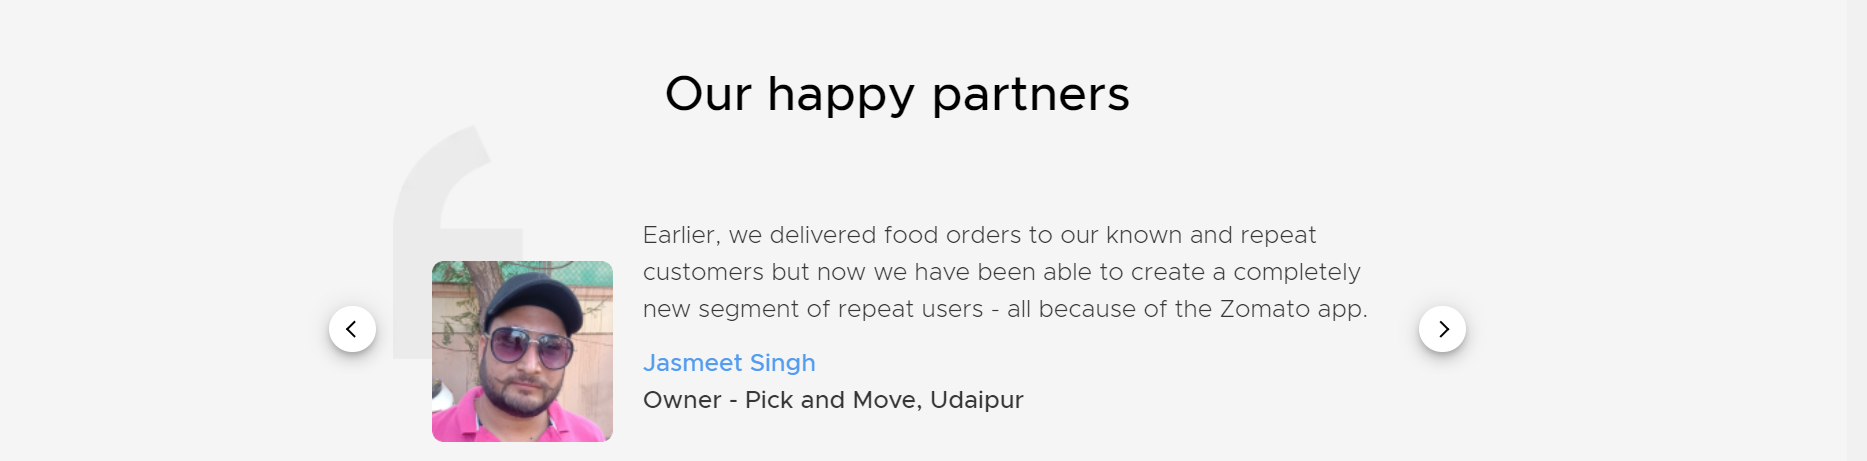 Our happy partners
Earlier, we delivered food orders to our known and repeat
customers but now we have been able to create a completely
new segment of repeat users - all because of the Zomato app.
Jasmeet Singh
Owner - Pick and Move, Udaipur